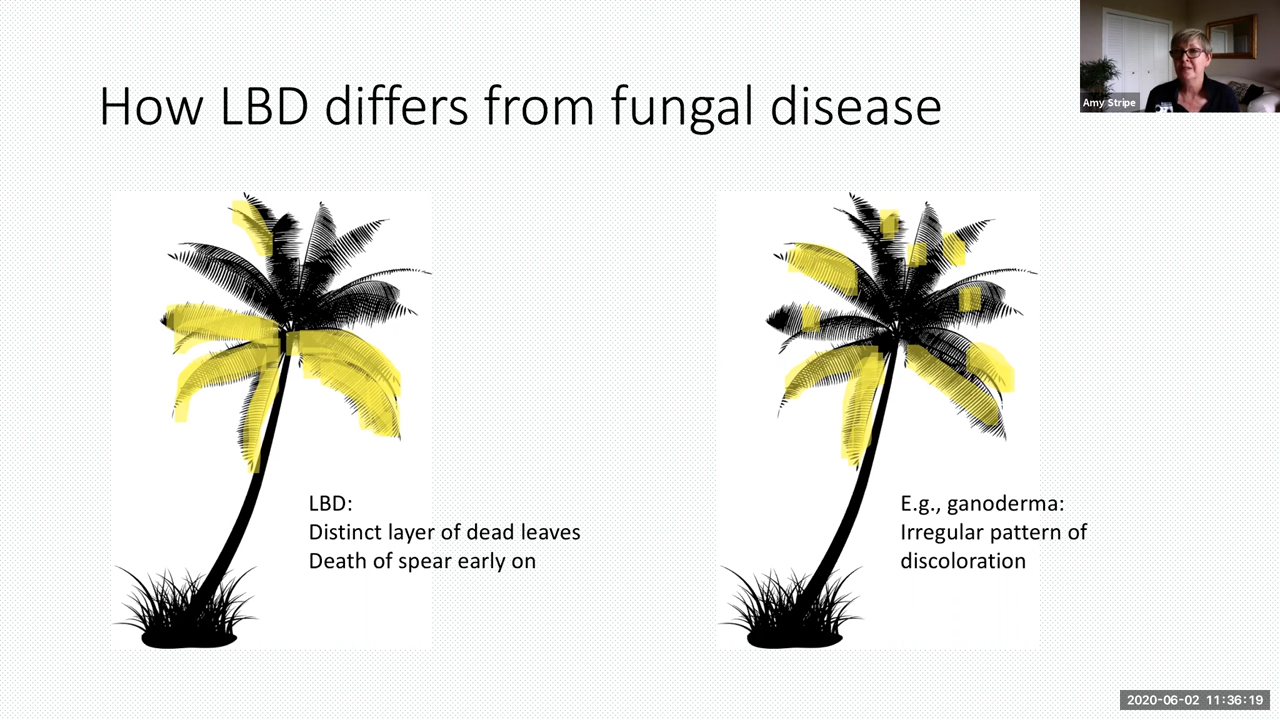 How LBD differs from fungal disease
Amy Stripe
LBD:
Distinct layer of dead leaves
Death of spear early on
E.g., ganoderma:
Irregular pattern of
discoloration
2020-06-02 11:36:19